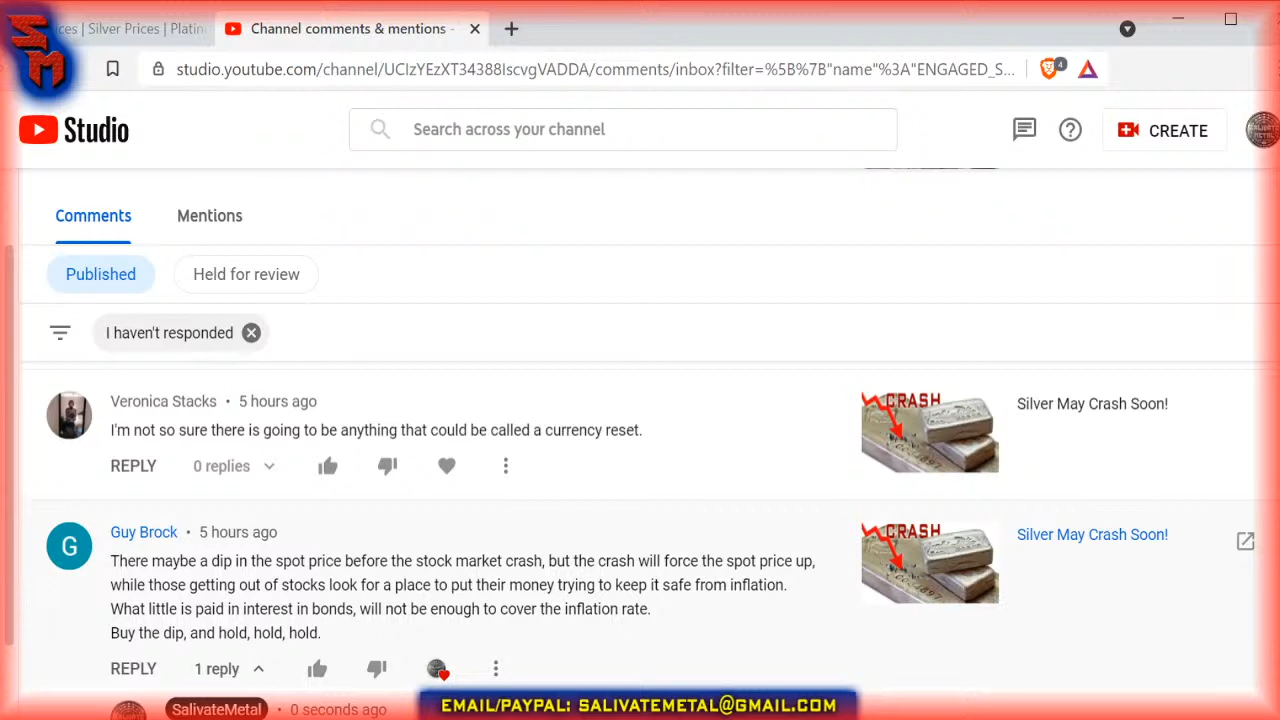 SM
ices | Silver Prices | Platin
Channel comments & mentions -
studio.youtube.com/channel/UCIzYEzXT34388IscvgVADDA/comments/inbox?filter=%5B%7B"name"%3A"ENGAGED_S...
4
Studio
Search across your channel
CREATE
Comments
Mentions
Published
Held for review
I haven't responded
Veronica Stacks • 5 hours ago
I'm not so sure there is going to be anything that could be called a currency reset.
REPLY
0 replies
CRASH
Silver May Crash Soon!
G
Guy Brock • 5 hours ago
There maybe a dip in the spot price before the stock market crash, but the crash will force the spot price up,
while those getting out of stocks look for a place to put their money trying to keep it safe from inflation.
What little is paid in interest in bonds, will not be enough to cover the inflation rate.
Buy the dip, and hold, hold, hold.
REPLY
1 reply
CRASH
Silver May Crash Soon!
SalivateMetal • 0 seconds ago
EMAIL/PAYPAL: SALIVATEMETAL@GMAIL.COM